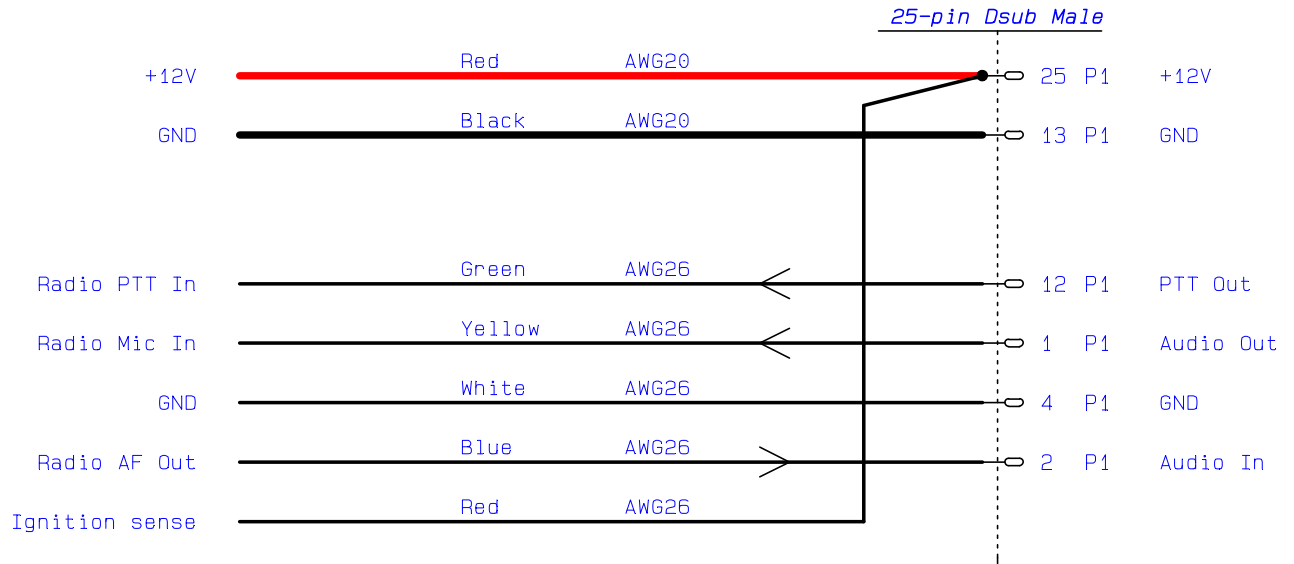 25-pin Dsub Male
Red AWG20
+12V 25 P1 +12V
Black AWG20
GND 13 P1 GND
Green AWG26
Radio PTT In 12 P1 PTT Out
Yellow AWG26
Radio Mic In 1 P1 Audio Out
White AWG26
GND 4 P1 GND
Blue AWG26
Radio AF Out 2 P1 Audio In
Red AWG26
Ignition sense